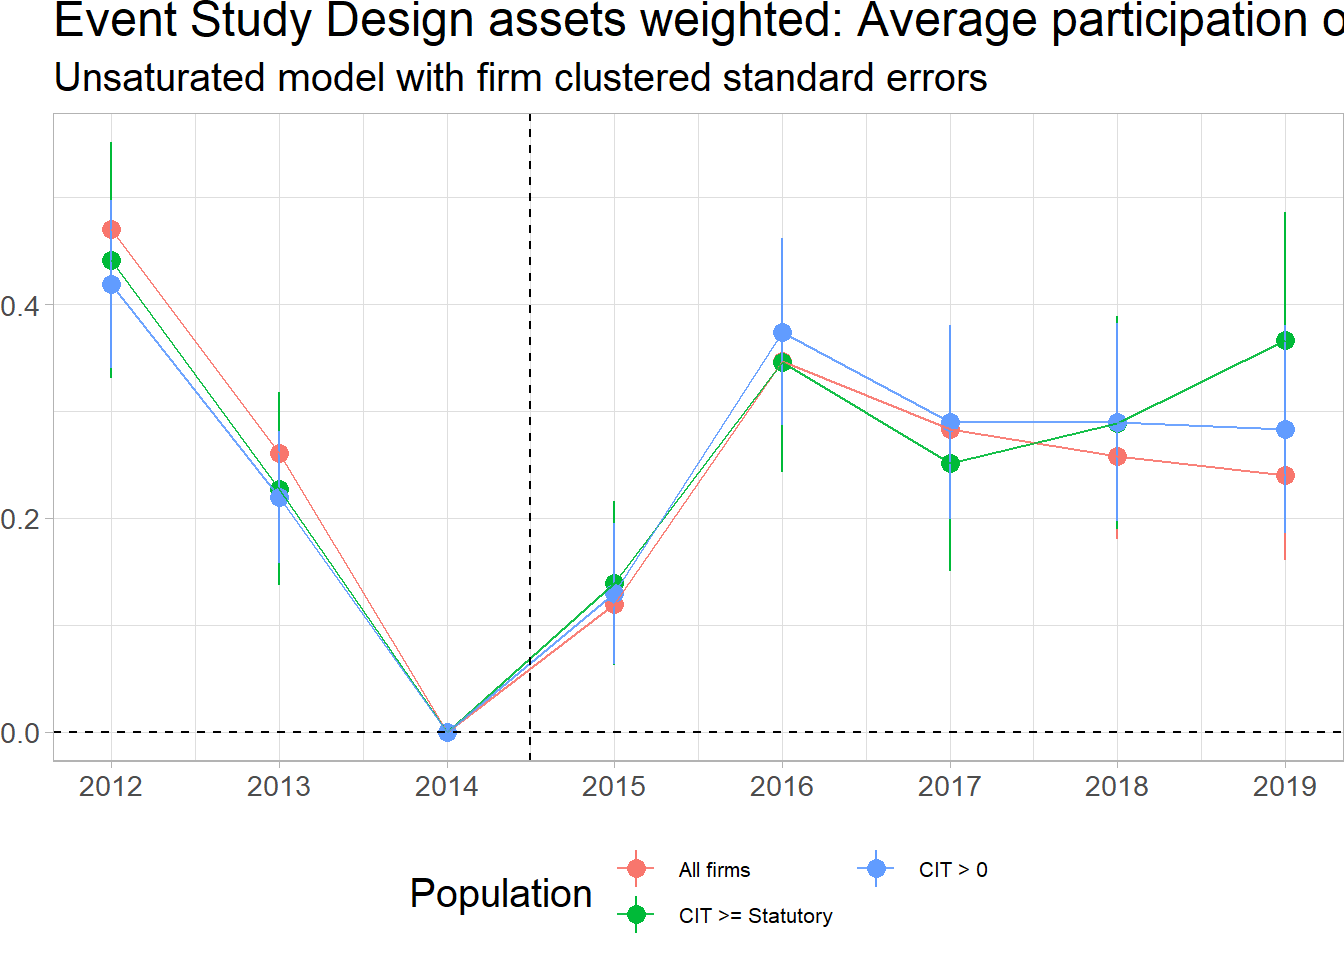 Event Study Design assets weighted: Average participation o
Unsaturated model with firm clustered standard errors
0.4
0.2
0.0
2012 2013 2014 2015 2016 2017 2018 2019
Population
All firms
CIT > 0
CIT >= Statutory